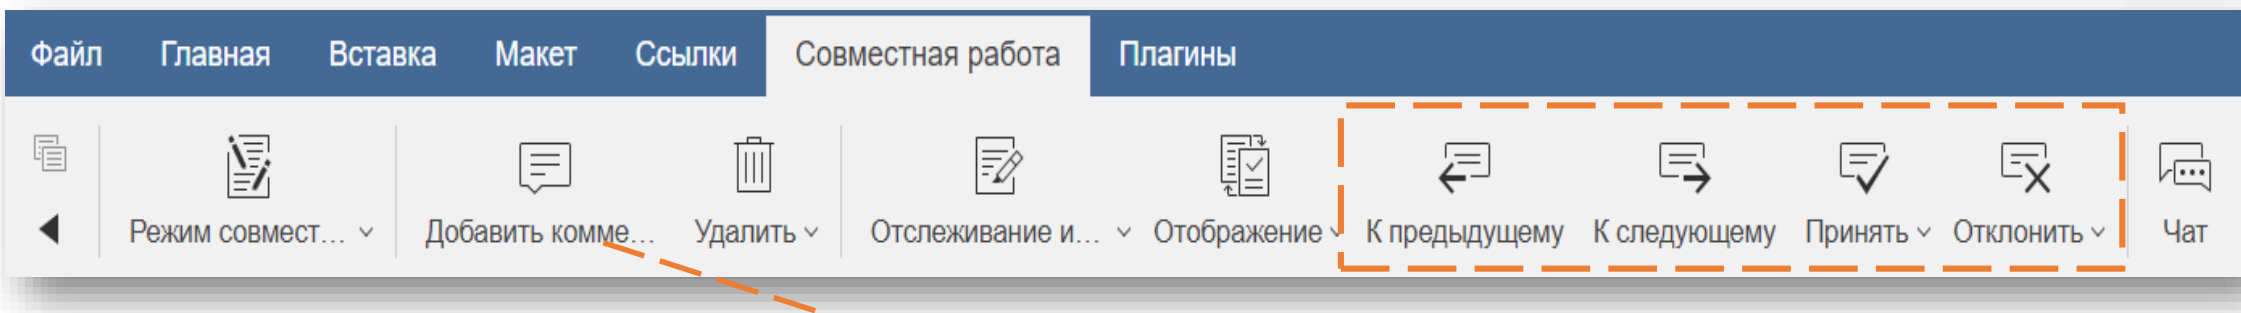 Файл Главная Вставка Макет Ссылки Совместная работа Плагины
Режим совмест... Добавить комме... Удалить Отслеживание и... Отображение К предыдущему К следующему Принять Отклонить Чат